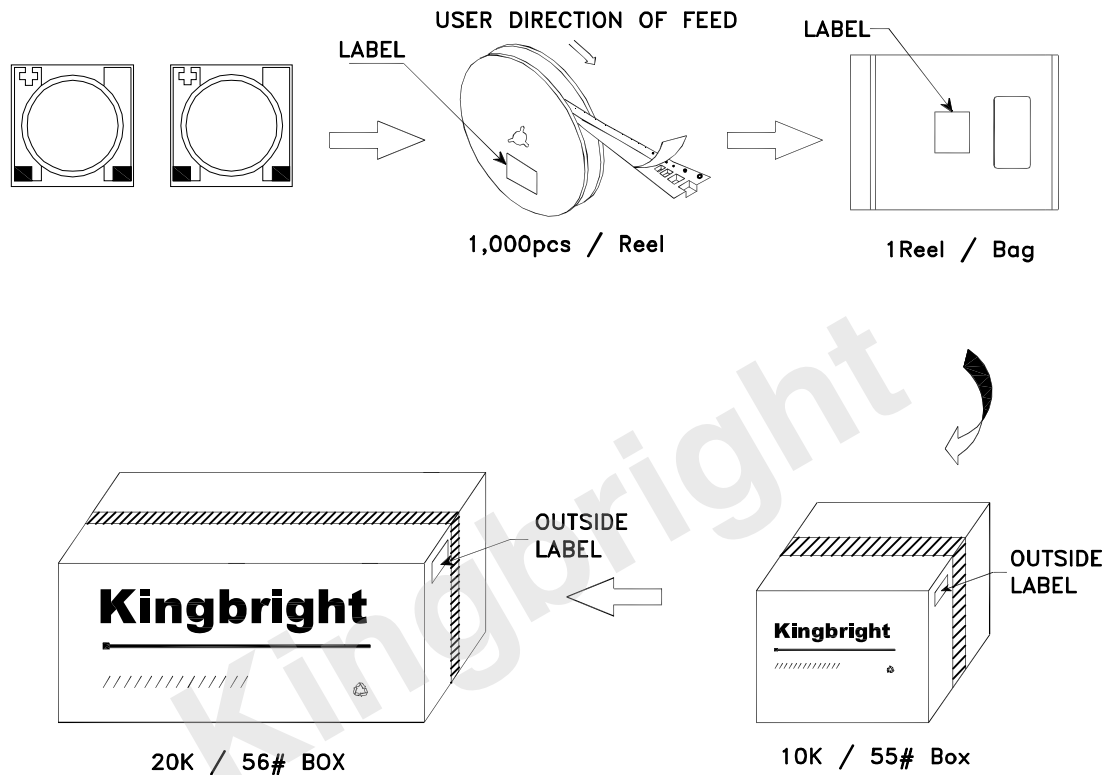 USER DIRECTION OF FEED
LABEL
LABEL
1,000pcs / Reel
1Reel / Bag
OUTSIDE
LABEL
OUTSIDE
LABEL
Kingbright
Kingbright
20K / 56# BOX
10K / 55# Box
Kingbright